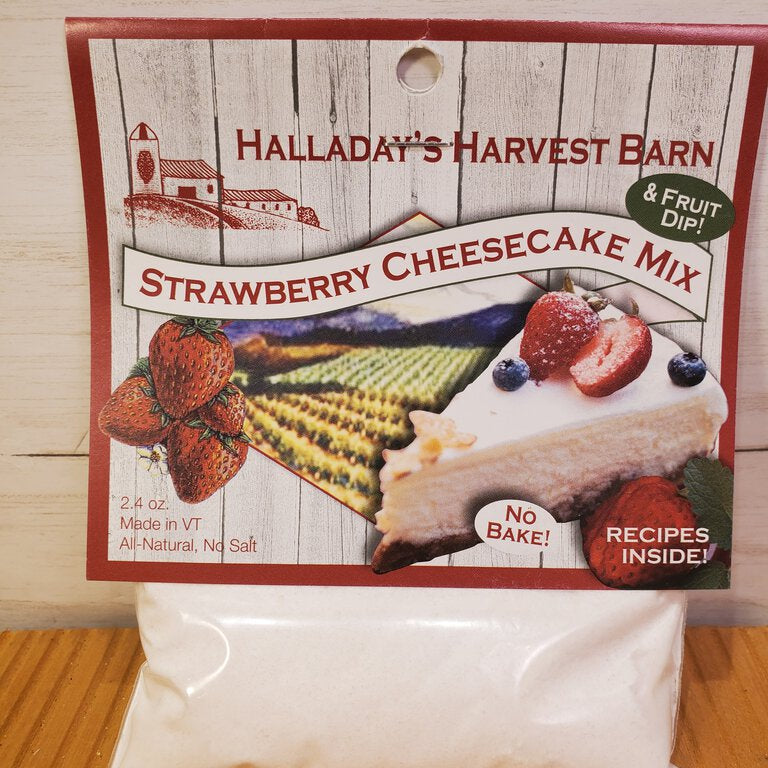 HALLADAY'S HARVEST BARN
& FRUIT
DIP!
STRAWBERRY CHEESECAKE MIX
2.4 oz.
Made in VT
All-Natural, No Salt
NO
BAKE!
RECIPES
INSIDE!